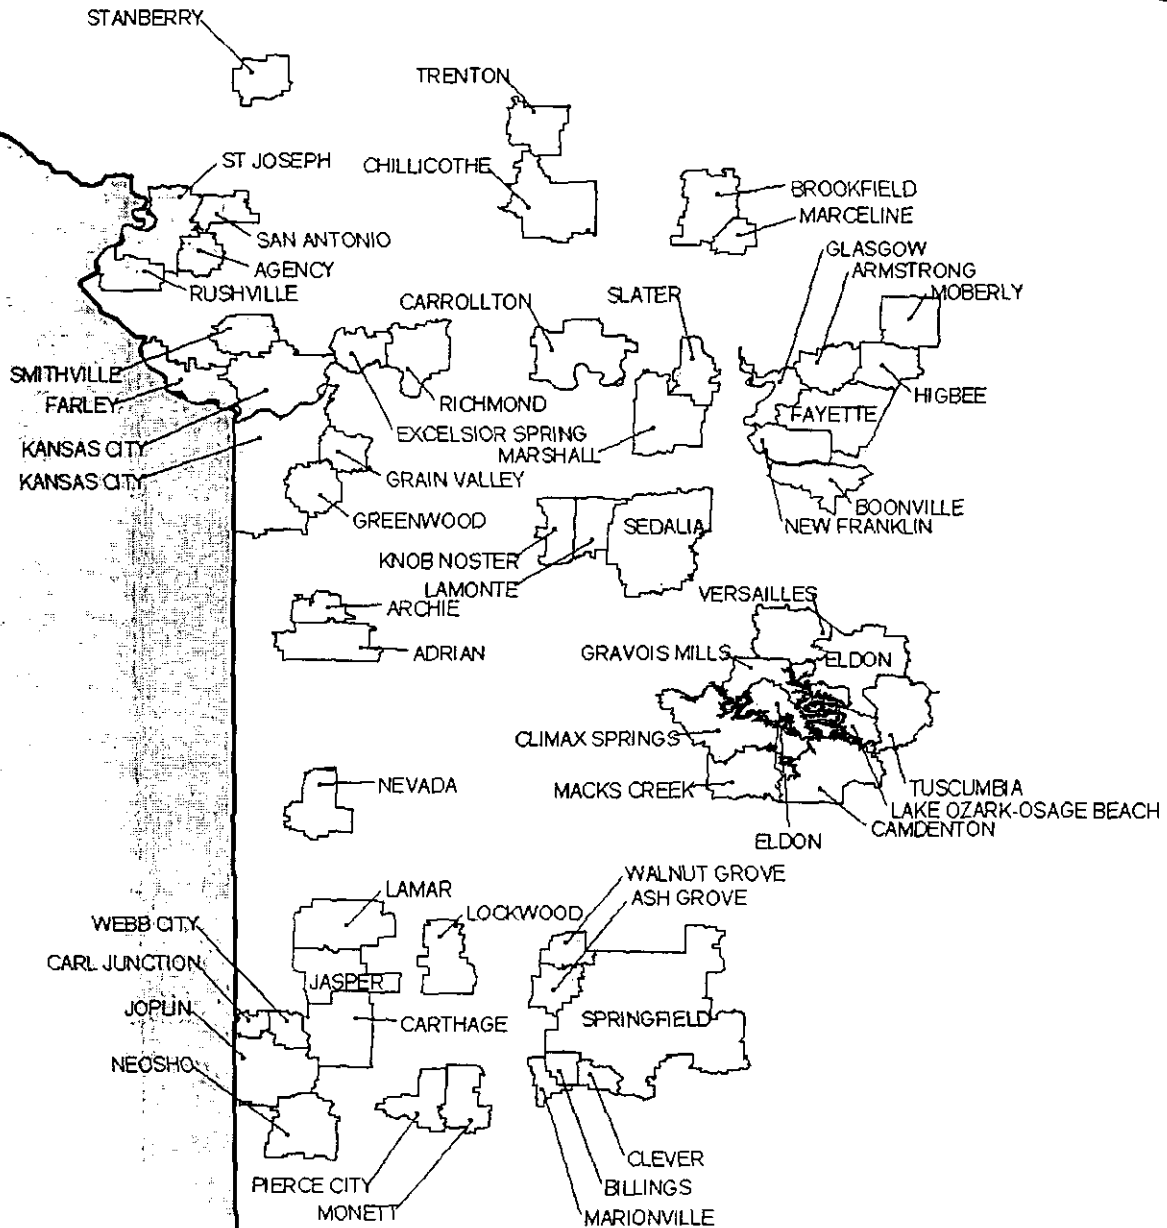 STANBERRY
TRENTON
ST JOSEPH
CHILLICOTHE
BROOKFIELD
MARCELINE
SAN ANTONIO
GLASGOW
AGENCY
ARMSTRONG
RUSHVILLE
MOBERLY
CARROLLTON
SLATER
SMITHVILLE
FARLEY
RICHMOND
HIGBEE
FAYETTE
EXCELSIOR SPRING
KANSAS CITY
MARSHALL
KANSAS CITY
GRAIN VALLEY
BOONVILLE
GREENWOOD
SEDALIA
NEW FRANKLIN
KNOB NOSTER
LAMONTE
VERSAILLES
ARCHIE
ADRIAN
GRAVOIS MILLS
ELDON
CLIMAX SPRINGS
NEVADA
MACKS CREEK
TUSCUMBIA
LAKE OZARK-OSAGE BEACH
CAMDENTON
ELDON
WALNUT GROVE
LAMAR
ASH GROVE
LOCKWOOD
WEBB CITY
CARL JUNCTION
JASPER
JOPLIN
CARTHAGE
SPRINGFIELD
NEOSHO
CLEVER
PIERCE CITY
BILLINGS
MONETT
MARIONVILLE